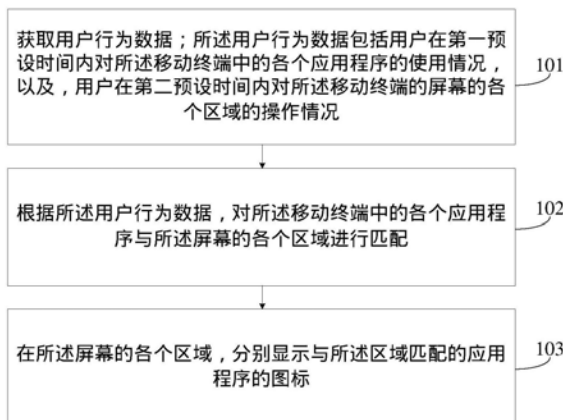 获取用户行为数据；所述用户行为数据包括用户在第一预
设时间内对所述移动终端中的各个应用程序的使用情况，
以及，用户在第二预设时间内对所述移动终端的屏幕的各
个区域的操作情况
101
根据所述用户行为数据，对所述移动终端中的各个应用程
序与所述屏幕的各个区域进行匹配
102
在所述屏幕的各个区域，分别显示与所述区域匹配的应用
程序的图标
103